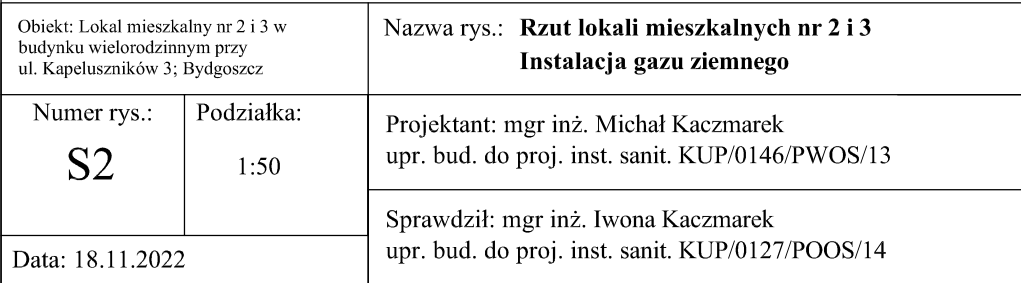 Obiekt: Lokal mieszkalny nr 2 i 3 w
budynku wielorodzinnym przy
ul. Kapeluszników 3; Bydgoszcz
Nazwa rys.: Rzut lokali mieszkalnych nr 2 i 3
Instalacja gazu ziemnego
Numer rys.:
S2
Podziałka:
1:50
Projektant: mgr inż. Michał Kaczmarek
upr. bud. do proj. inst. sanit. KUP/0146/PWOS/13
Sprawdził: mgr inż. Iwona Kaczmarek
upr. bud. do proj. inst. sanit. KUP/0127/POOS/14
Data: 18.11.2022